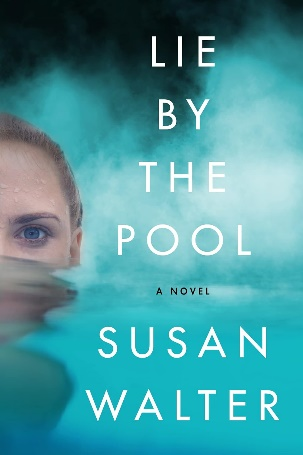 LIE
BY
THE
POOL
A NOVEL
SUSAN
WALTER